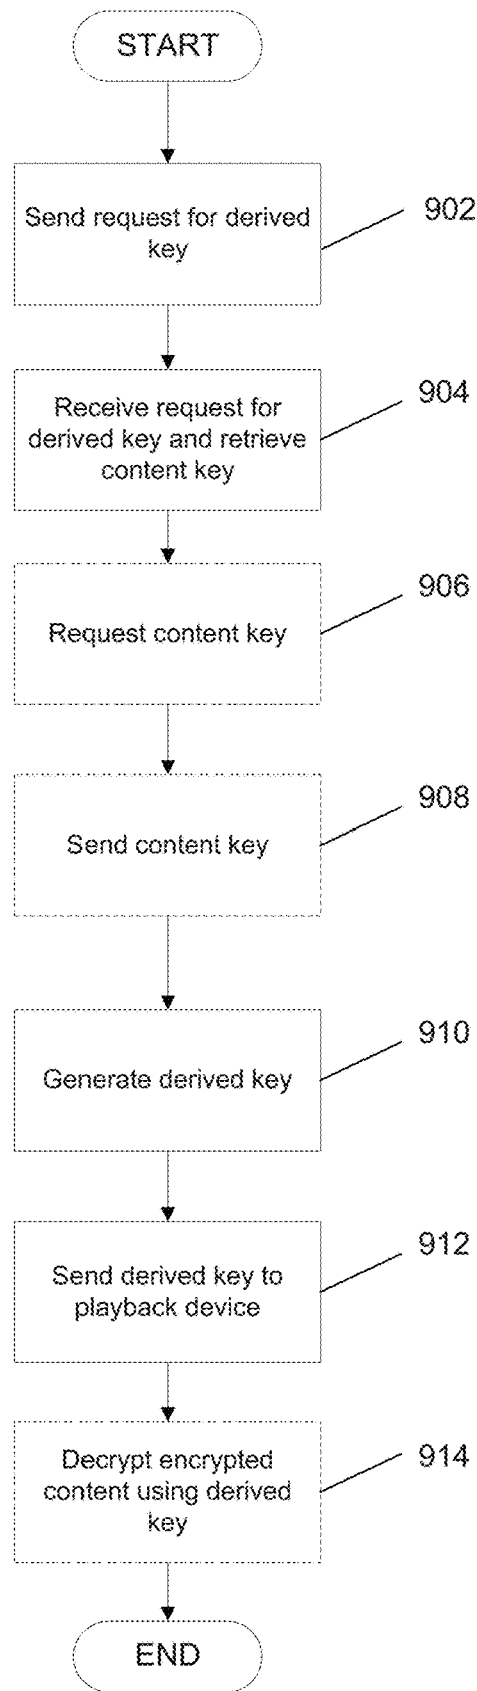 START
Send request for derived
key
902
Receive request for
derived key and retrieve
content key
904
Request content key
906
Send content key
908
Generate derived key
910
Send derived key to
playback device
912
Decrypt encrypted
content using derived
key
914
END